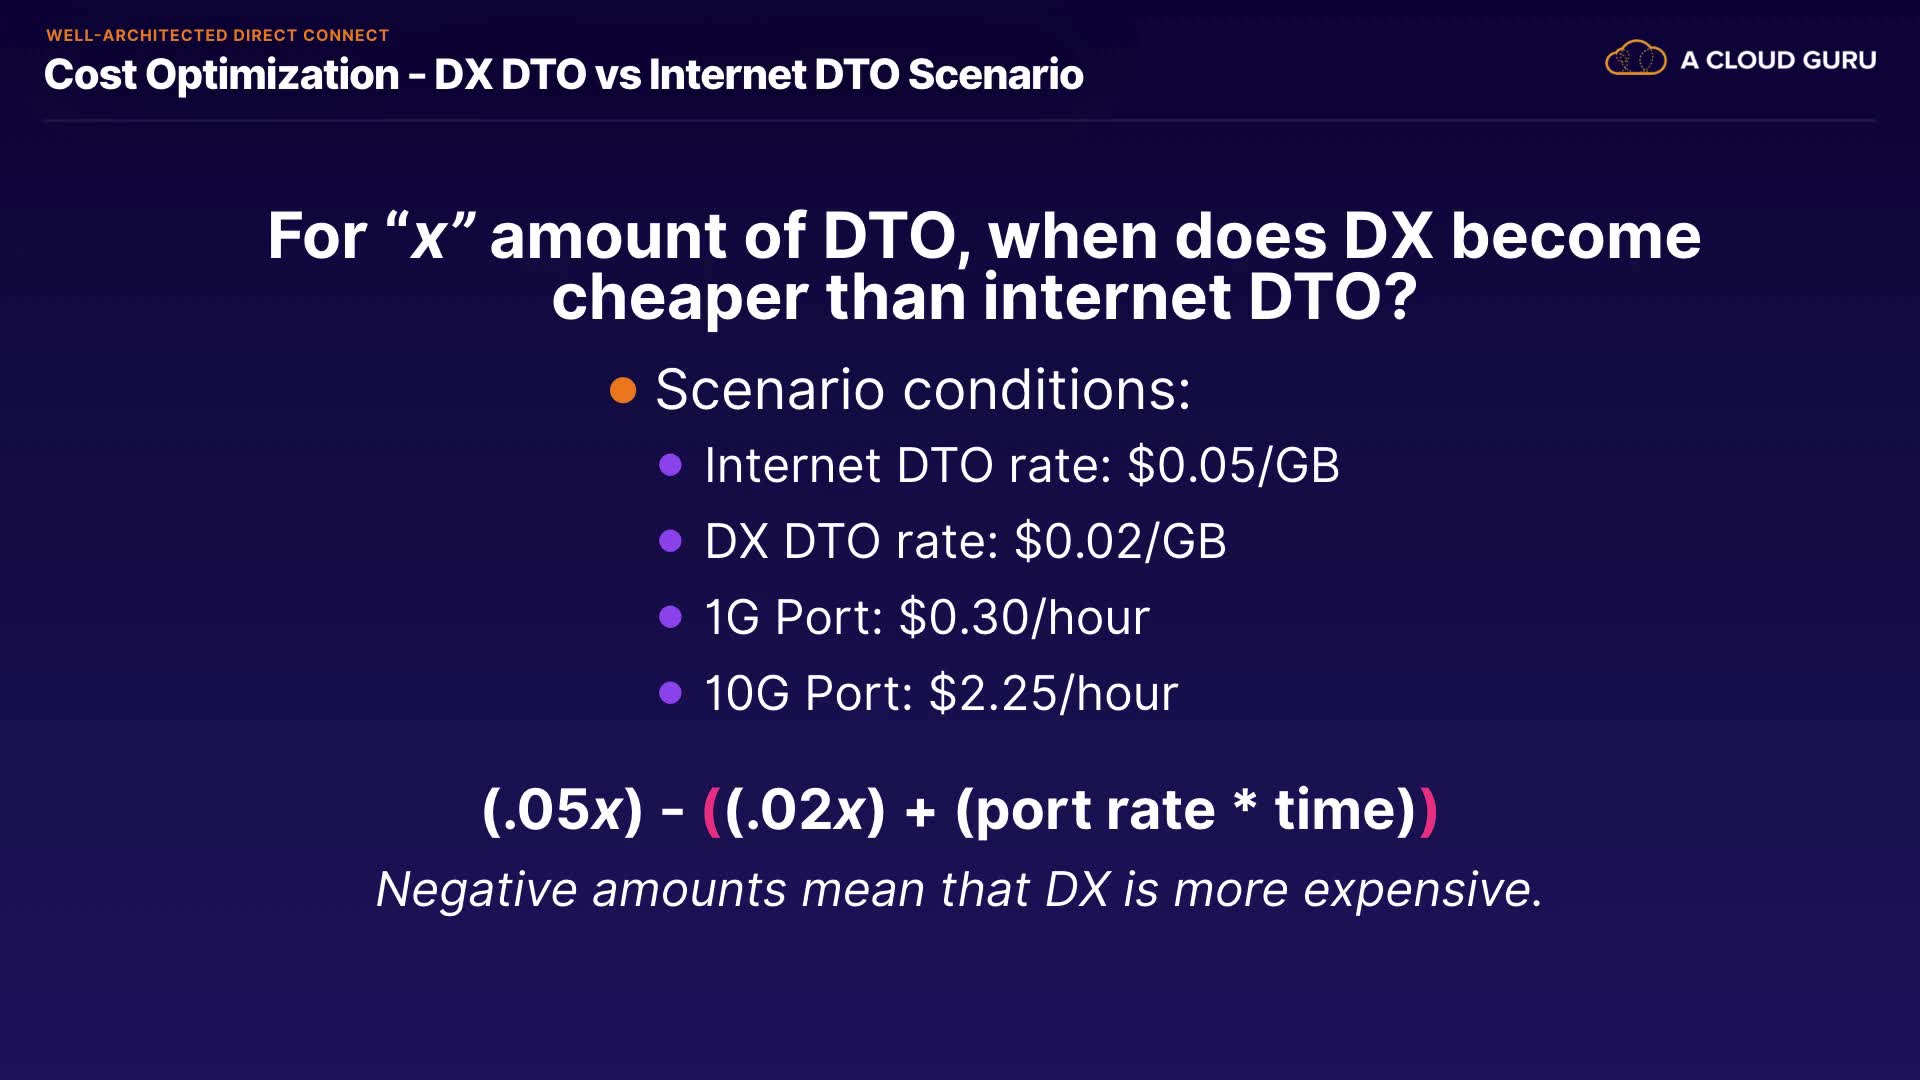 WELL-ARCHITECTED DIRECT CONNECT
Cost Optimization - DX DTO vs Internet DTO Scenario
A CLOUD GURU
For “x” amount of DTO, when does DX become
cheaper than internet DTO?
Scenario conditions:
Internet DTO rate: $0.05/GB
DX DTO rate: $0.02/GB
1G Port: $0.30/hour
10G Port: $2.25/hour
(.05x) - ((.02x) + (port rate * time))
Negative amounts mean that DX is more expensive.